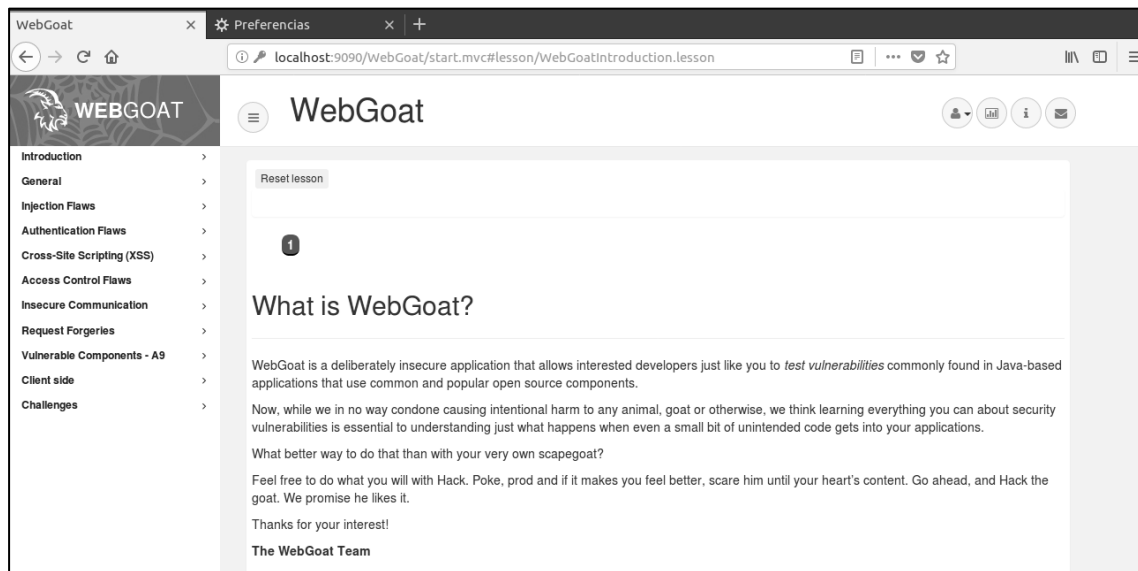 WebGoat
Preferencias
localhost:9090/WebGoat/start.mvc#lesson/WebGoatIntroduction.lesson
WEBGOAT
WebGoat
Introduction
General
Injection Flaws
Authentication Flaws
Cross-Site Scripting (XSS)
Access Control Flaws
Insecure Communication
Request Forgeries
Vulnerable Components - A9
Client side
Challenges
Reset lesson
1
What is WebGoat?
WebGoat is a deliberately insecure application that allows interested developers just like you to test vulnerabilities commonly found in Java-based
applications that use common and popular open source components.
Now, while we in no way condone causing intentional harm to any animal, goat or otherwise, we think learning everything you can about security
vulnerabilities is essential to understanding just what happens when even a small bit of unintended code gets into your applications.
What better way to do that than with your very own scapegoat?
Feel free to do what you will with Hack. Poke, prod and if it makes you feel better, scare him until your heart's content. Go ahead, and Hack the
goat. We promise he likes it.
Thanks for your interest!
The WebGoat Team